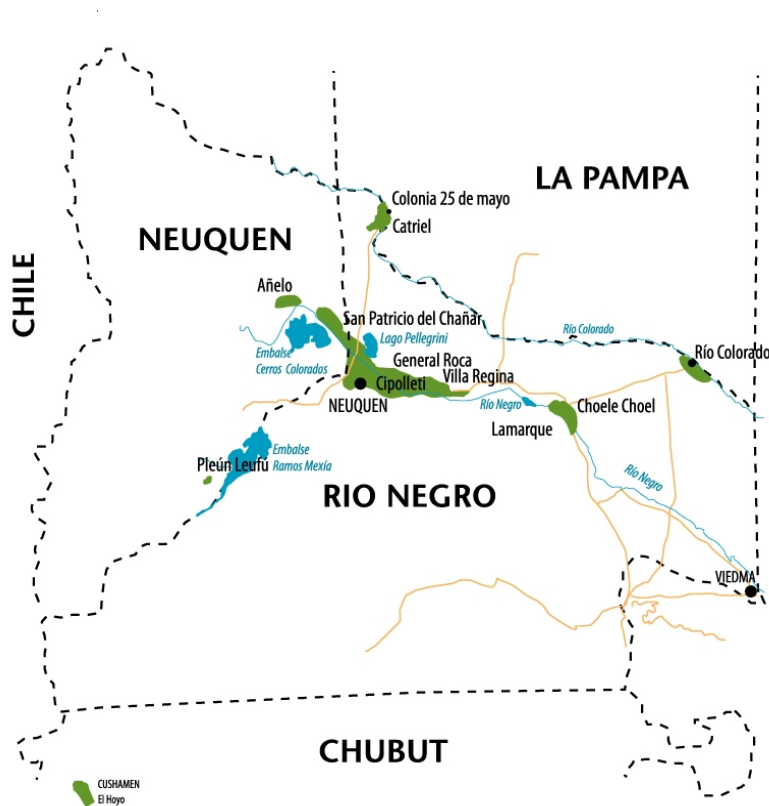 LA PAMPA
Colonia 25 de mayo
Catriel
NEUQUEN
CHILE
Añelo
San Patricio del Chañar
Río Colorado
Lago Pellegrini
Embalse
Cerros Colorados
General Roca
Río Colorado
Cipolleti
Villa Regina
NEUQUEN
Río Negro
Choele Choel
Lamarque
Embalse
Ramos Mexía
Pleún Leufú
Río Negro
RIO NEGRO
VIEDMA
CHUBUT
CUSHAMEN
El Hoyo